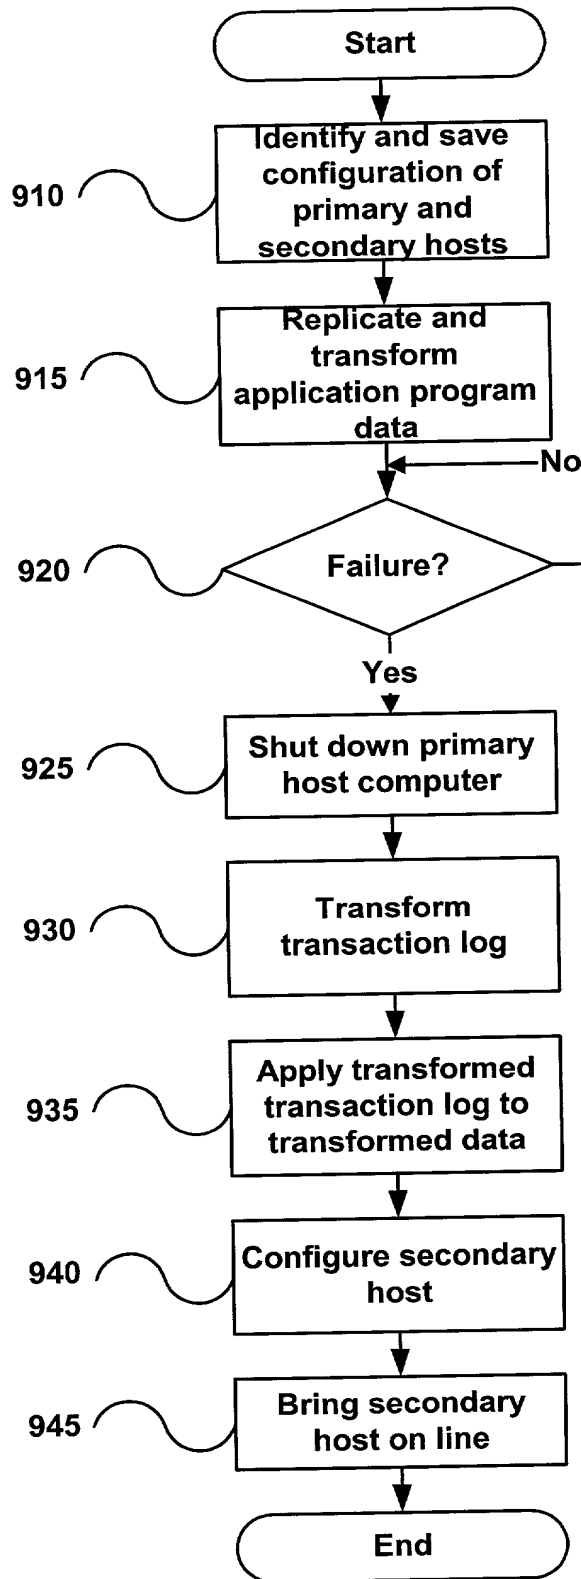 Start
910
Identify and save
configuration of
primary and
secondary hosts
915
Replicate and
transform
application program
data
No
920
Failure?
Yes
925
Shut down primary
host computer
930
Transform
transaction log
935
Apply transformed
transaction log to
transformed data
940
Configure secondary
host
945
Bring secondary
host on line
End